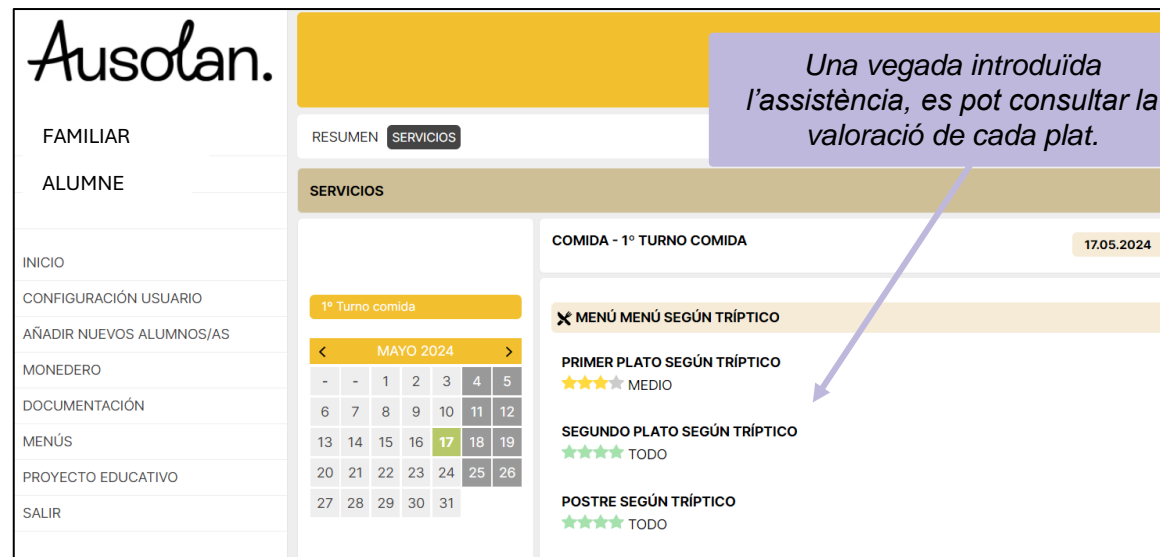 Ausolan.
FAMILIAR
ALUMNE
INICIO
CONFIGURACIÓN USUARIO
AÑADIR NUEVOS ALUMNOS/AS
MONEDERO
DOCUMENTACIÓN
MENÚS
PROYECTO EDUCATIVO
SALIR
Una vegada introduïda
l'assistència, es pot consultar la
valoració de cada plat.
RESUMEN SERVICIOS
SERVICIOS
1º Turno comida
< MAYO 2024 >
- - 1 2 3 4 5
6 7 8 9 10 11 12
13 14 15 16 17 18 19
20 21 22 23 24 25 26
27 28 29 30 31
COMIDA - 1º TURNO COMIDA 17.05.2024
MENÚ MENÚ SEGÚN TRÍPTICO
PRIMER PLATO SEGÚN TRÍPTICO
MEDIO
SEGUNDO PLATO SEGÚN TRÍPTICO
TODO
POSTRE SEGÚN TRÍPTICO
TODO